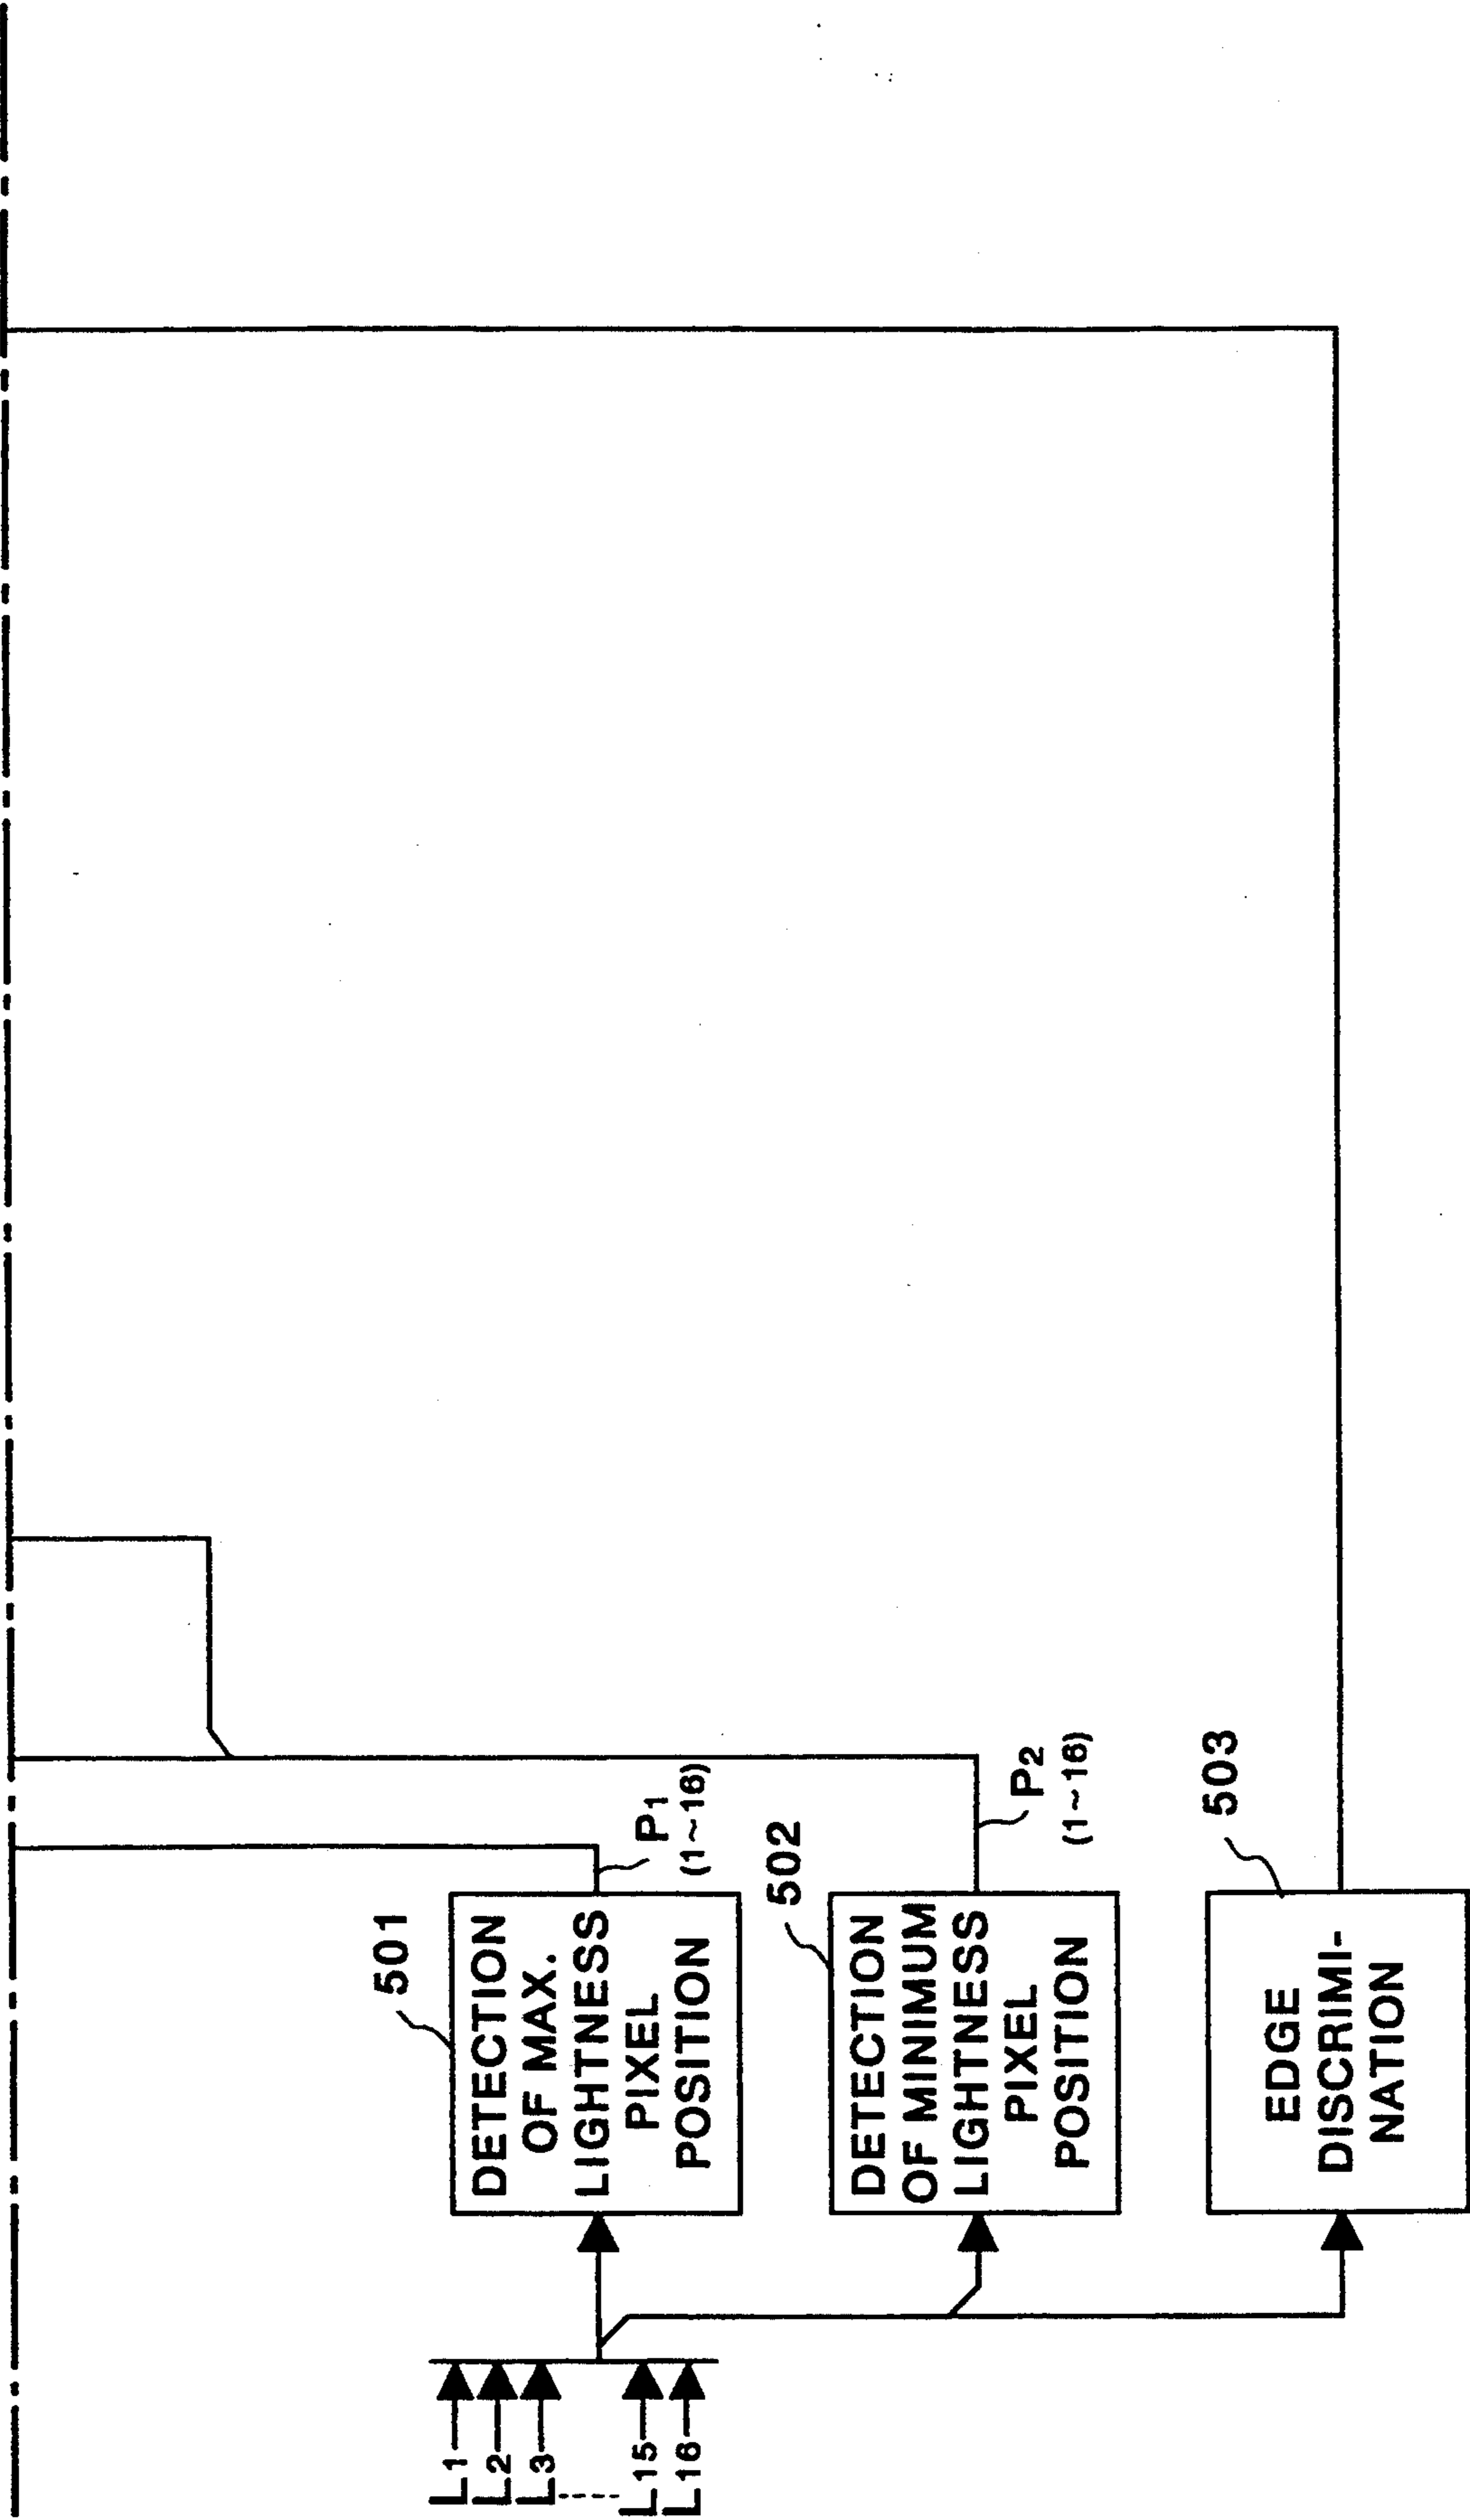 L1
L2
L3
L15
L16
501
DETECTION
OF MAX.
LIGHTNESS
PIXEL
POSITION
P1
(1~16)
502
DETECTION
OF MINIMUM
LIGHTNESS
PIXEL
POSITION
P2
(1~16)
503
EDGE
DISCRIMI-
NATION